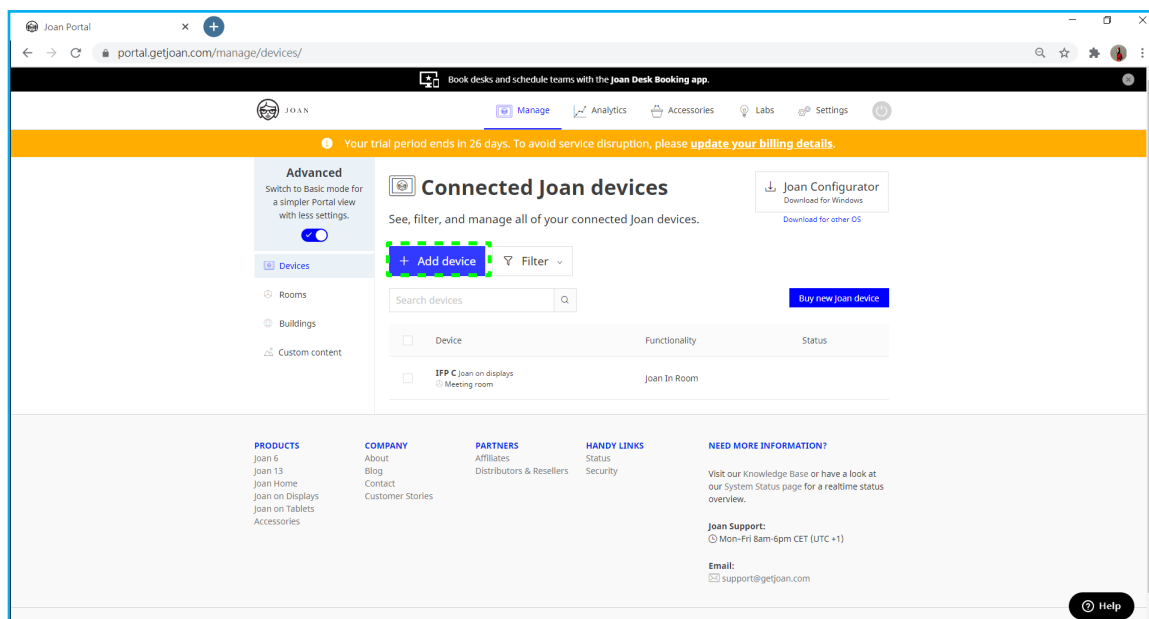 Joan Portal
portal.getjoan.com/manage/devices/
Book desks and schedule teams with the Joan Desk Booking app.
JOAN
Manage
Analytics
Accessories
Labs
Settings
Your trial period ends in 26 days. To avoid service disruption, please update your billing details.
Advanced
Switch to Basic mode for
a simpler Portal view
with less settings.
Devices
Rooms
Buildings
Custom content
Connected Joan devices
See, filter, and manage all of your connected Joan devices.
Joan Configurator
Download for Windows
Download for other OS
+ Add device
Filter
Search devices
Buy new Joan device
Device
Functionality
Status
IFP C Joan on displays
Meeting room
Joan In Room
PRODUCTS
Joan 6
Joan 13
Joan Home
Joan on Displays
Joan on Tablets
Accessories
COMPANY
About
Blog
Contact
Customer Stories
PARTNERS
Affiliates
Distributors & Resellers
HANDY LINKS
Status
Security
NEED MORE INFORMATION?
Visit our Knowledge Base or have a look at
our System Status page for a realtime status
overview.
Joan Support:
Mon–Fri 8am-6pm CET (UTC +1)
Email:
support@getjoan.com
Help